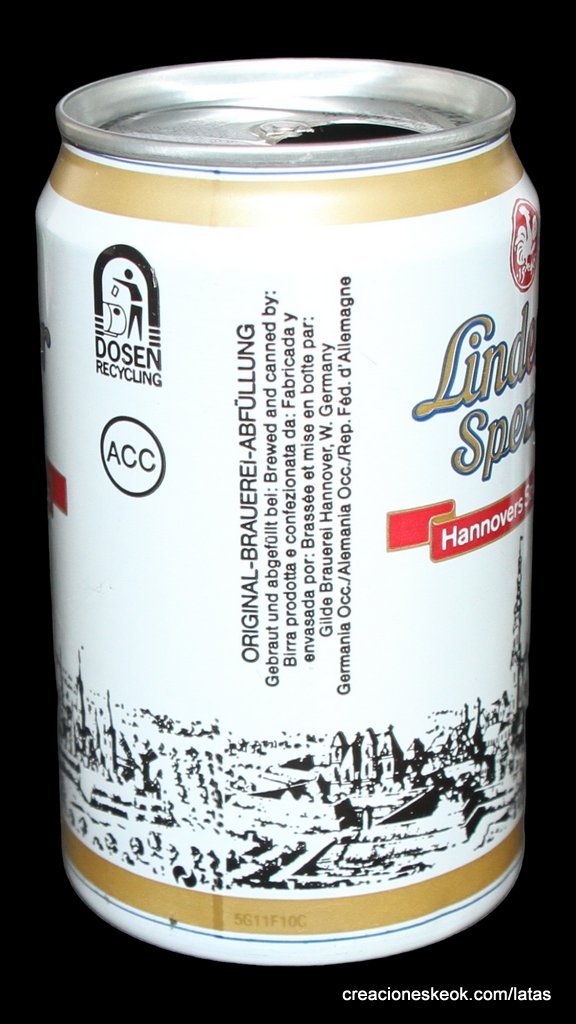 DOSEN
RECYCLING
ACC
ORIGINAL-BRAUEREI-ABFÜLLUNG
Gebraut und abgefüllt bei: Brewed and canned by:
Birra prodotta e confezionata da: Fabricada y
envasada por: Brassée et mise en boîte par:
Gilde Brauerei Hannover, W. Germany
Germania Occ./Alemania Occ./Rep. Féd. d'Allemagne
Linde
Spez
Hannovers
5G11F10C
creacioneskeok.com/latas